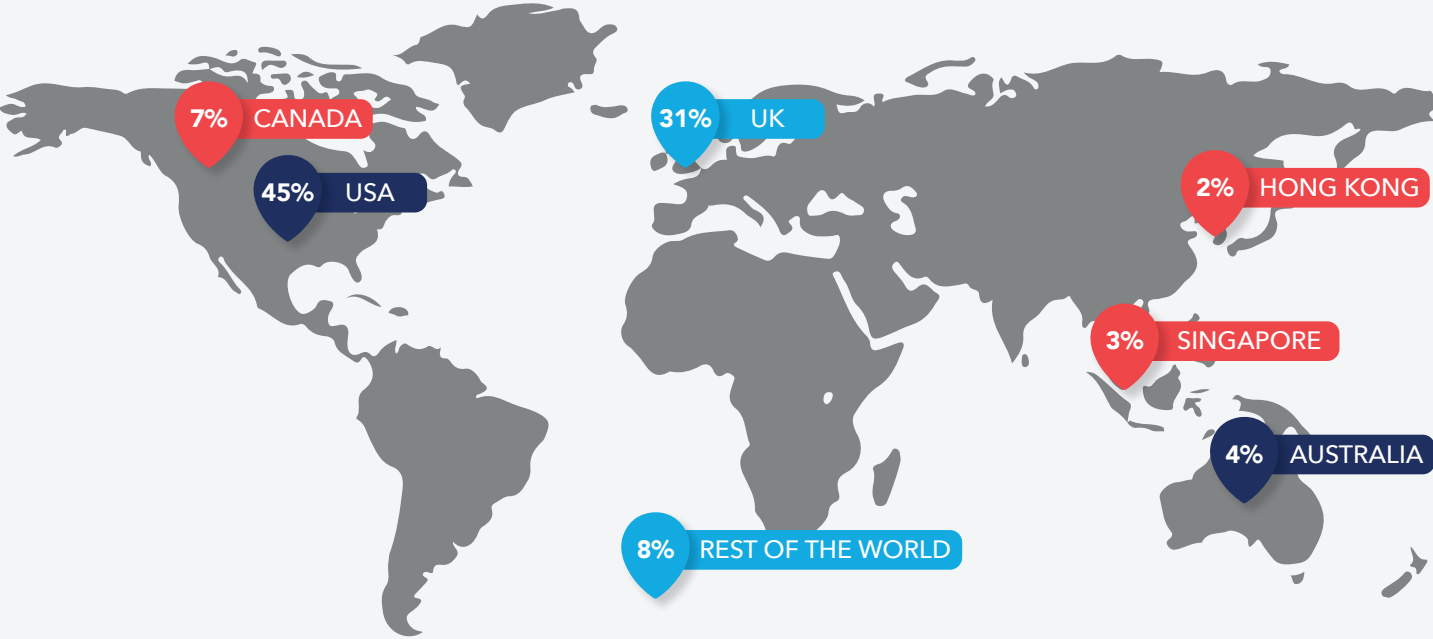 7% CANADA
31% UK
45% USA
2% HONG KONG
3% SINGAPORE
4% AUSTRALIA
8% REST OF THE WORLD